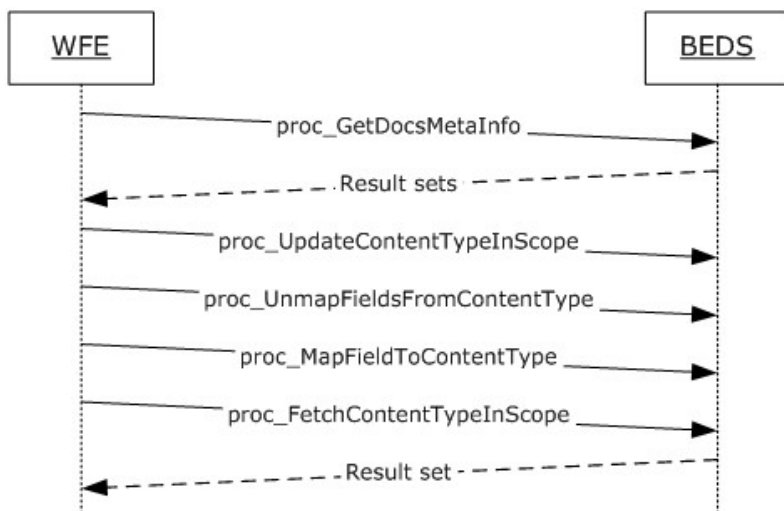 WFE
BEDS
proc_GetDocsMetaInfo
Result sets
proc_UpdateContentTypeInScope
proc_UnmapFieldsFromContentType
proc_MapFieldToContentType
proc_FetchContentTypeInScope
Result set